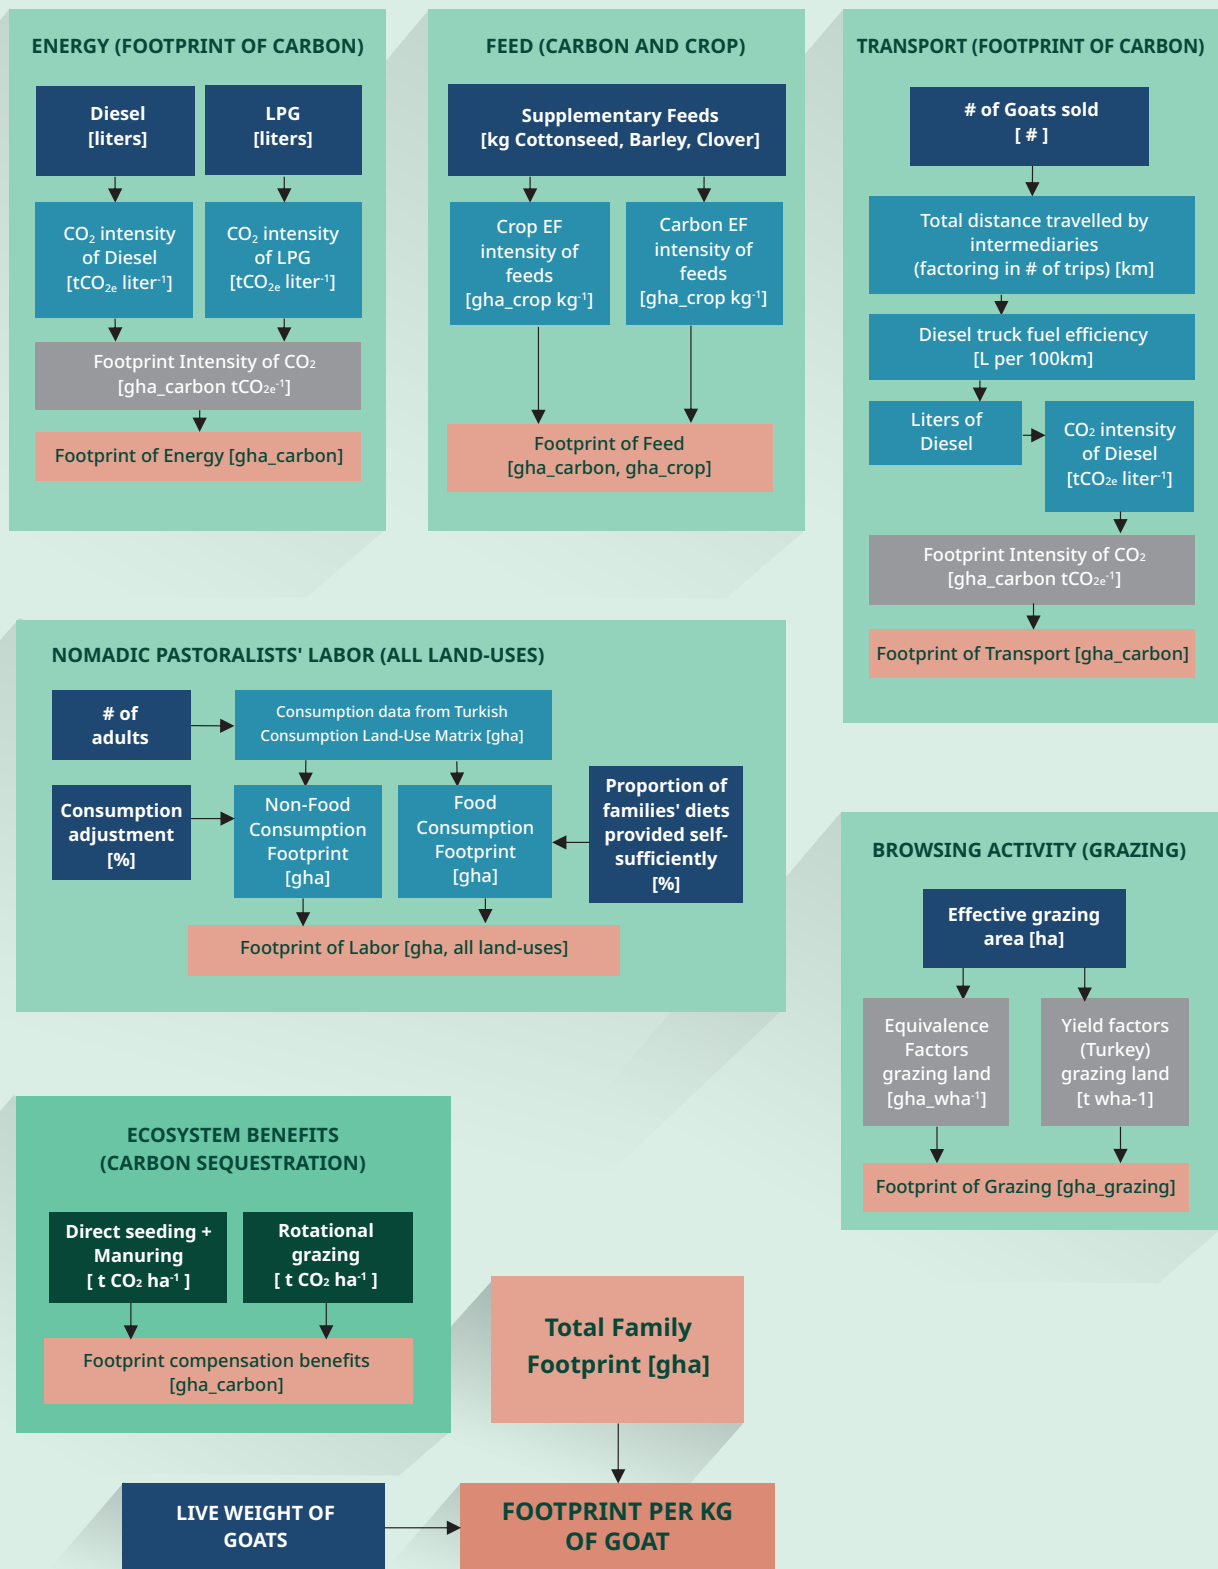 ENERGY (FOOTPRINT OF CARBON)
Diesel
[liters]
LPG
[liters]
CO₂ intensity
of Diesel
[tCO₂ₑ liter⁻¹]
CO₂ intensity
of LPG
[tCO₂ₑ liter⁻¹]
Footprint Intensity of CO₂
[gha_carbon tCO₂ₑ⁻¹]
Footprint of Energy [gha_carbon]
FEED (CARBON AND CROP)
Supplementary Feeds
[kg Cottonseed, Barley, Clover]
Crop EF
intensity of
feeds
[gha_crop kg⁻¹]
Carbon EF
intensity of
feeds
[gha_crop kg⁻¹]
Footprint of Feed
[gha_carbon, gha_crop]
TRANSPORT (FOOTPRINT OF CARBON)
# of Goats sold
[ # ]
Total distance travelled by
intermediaries
(factoring in # of trips) [km]
Diesel truck fuel efficiency
[L per 100km]
Liters of
Diesel
CO₂ intensity
of Diesel
[tCO₂ₑ liter⁻¹]
Footprint Intensity of CO₂
[gha_carbon tCO₂ₑ⁻¹]
Footprint of Transport [gha_carbon]
NOMADIC PASTORALISTS' LABOR (ALL LAND-USES)
# of
adults
Consumption data from Turkish
Consumption Land-Use Matrix [gha]
Consumption
adjustment
[%]
Non-Food
Consumption
Footprint
[gha]
Food
Consumption
Footprint
[gha]
Proportion of
families' diets
provided self-
sufficiently
[%]
Footprint of Labor [gha, all land-uses]
BROWSING ACTIVITY (GRAZING)
Effective grazing
area [ha]
Equivalence
Factors
grazing land
[gha_wha⁻¹]
Yield factors
(Turkey)
grazing land
[t wha-1]
Footprint of Grazing [gha_grazing]
ECOSYSTEM BENEFITS
(CARBON SEQUESTRATION)
Direct seeding +
Manuring
[ t CO₂ ha⁻¹ ]
Rotational
grazing
[ t CO₂ ha⁻¹ ]
Footprint compensation benefits
[gha_carbon]
Total Family
Footprint [gha]
LIVE WEIGHT OF
GOATS
FOOTPRINT PER KG
OF GOAT